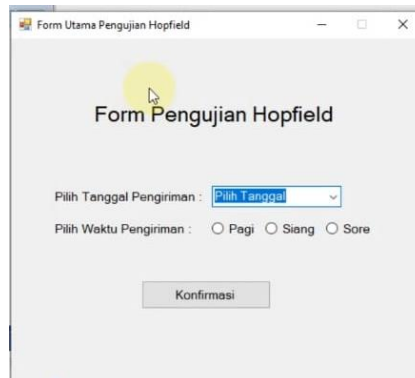 Form Utama Pengujian Hopfield
Form Pengujian Hopfield
Pilih Tanggal Pengiriman : Pilih Tanggal
Pilih Waktu Pengiriman : Pagi Siang Sore
Konfirmasi